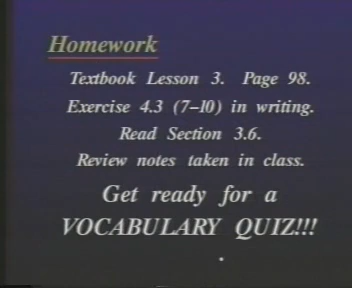 Homework
Textbook Lesson 3. Page 98.
Exercise 4.3 (7–10) in writing.
Read Section 3.6.
Review notes taken in class.
Get ready for a
VOCABULARY QUIZ!!!
.